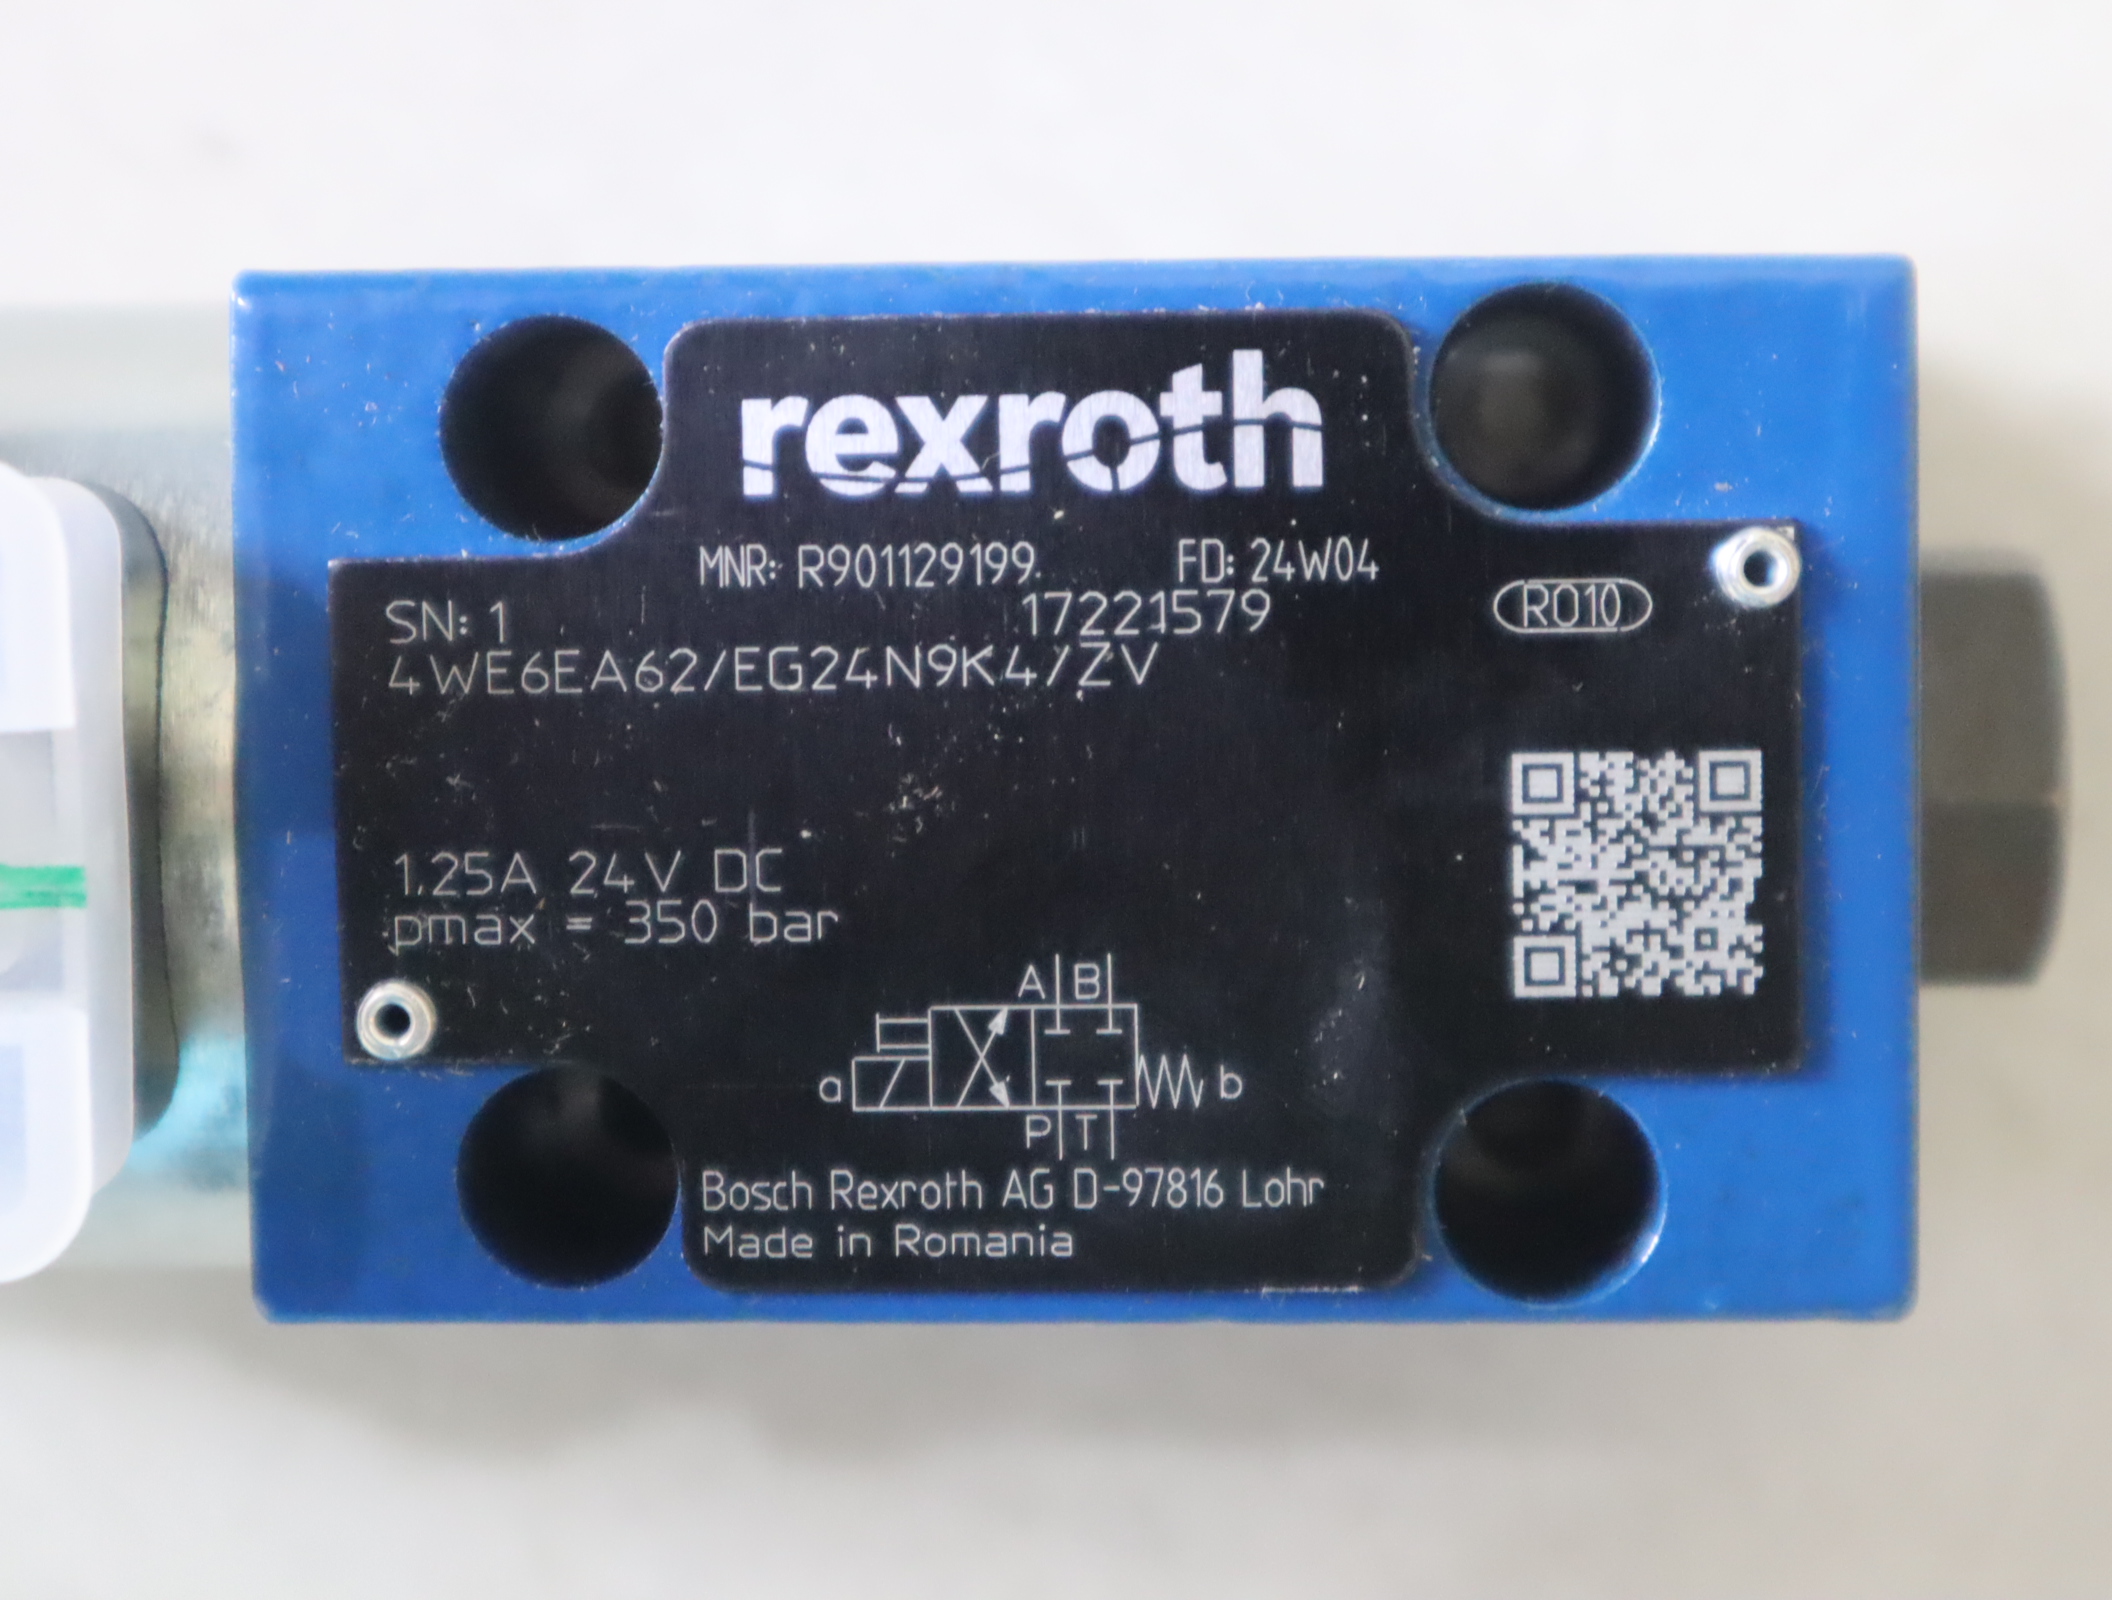 rexroth
MNR: R901129199 FD: 24W04
SN: 1 17221579 RO10
4WE6EA62/EG24N9K4/ZV
1.25A 24V DC
pmax = 350 bar
A B
a b
P T
Bosch Rexroth AG D-97816 Lohr
Made in Romania